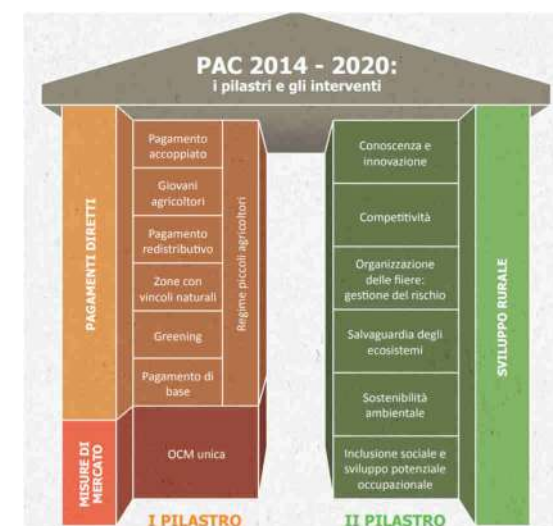 PAC 2014 - 2020:
i pilastri e gli interventi
PAGAMENTI DIRETTI
Pagamento
accoppiato
Giovani
agricoltori
Pagamento
redistributivo
Zone con
vincoli naturali
Greening
Pagamento di
base
Regime piccoli agricoltori
MISURE DI
MERCATO
OCM unica
I PILASTRO
Conoscenza e
innovazione
Competitività
Organizzazione
delle filiere:
gestione del rischio
Salvaguardia degli
ecosistemi
Sostenibilità
ambientale
Inclusione sociale e
sviluppo potenziale
occupazionale
SVILUPPO RURALE
II PILASTRO